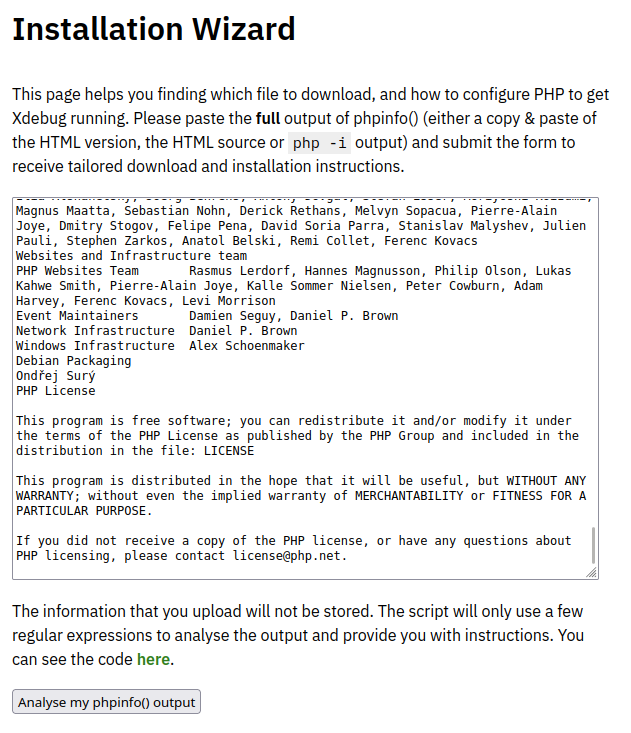 Installation Wizard
This page helps you finding which file to download, and how to configure PHP to get
Xdebug running. Please paste the full output of phpinfo() (either a copy & paste of
the HTML version, the HTML source or php -i output) and submit the form to
receive tailored download and installation instructions.
Magnus Maatta, Sebastian Nohn, Derick Rethans, Melvyn Sopacua, Pierre-Alain
Joye, Dmitry Stogov, Felipe Pena, David Soria Parra, Stanislav Malyshev, Julien
Pauli, Stephen Zarkos, Anatol Belski, Remi Collet, Ferenc Kovacs
Websites and Infrastructure team
PHP Websites Team Rasmus Lerdorf, Hannes Magnusson, Philip Olson, Lukas
Kahwe Smith, Pierre-Alain Joye, Kalle Sommer Nielsen, Peter Cowburn, Adam
Harvey, Ferenc Kovacs, Levi Morrison
Event Maintainers Damien Seguy, Daniel P. Brown
Network Infrastructure Daniel P. Brown
Windows Infrastructure Alex Schoenmaker
Debian Packaging
Ondřej Surý
PHP License
This program is free software; you can redistribute it and/or modify it under
the terms of the PHP License as published by the PHP Group and included in the
distribution in the file: LICENSE
This program is distributed in the hope that it will be useful, but WITHOUT ANY
WARRANTY; without even the implied warranty of MERCHANTABILITY or FITNESS FOR A
PARTICULAR PURPOSE.
If you did not receive a copy of the PHP license, or have any questions about
PHP licensing, please contact license@php.net.
The information that you upload will not be stored. The script will only use a few
regular expressions to analyse the output and provide you with instructions. You
can see the code here.
Analyse my phpinfo() output